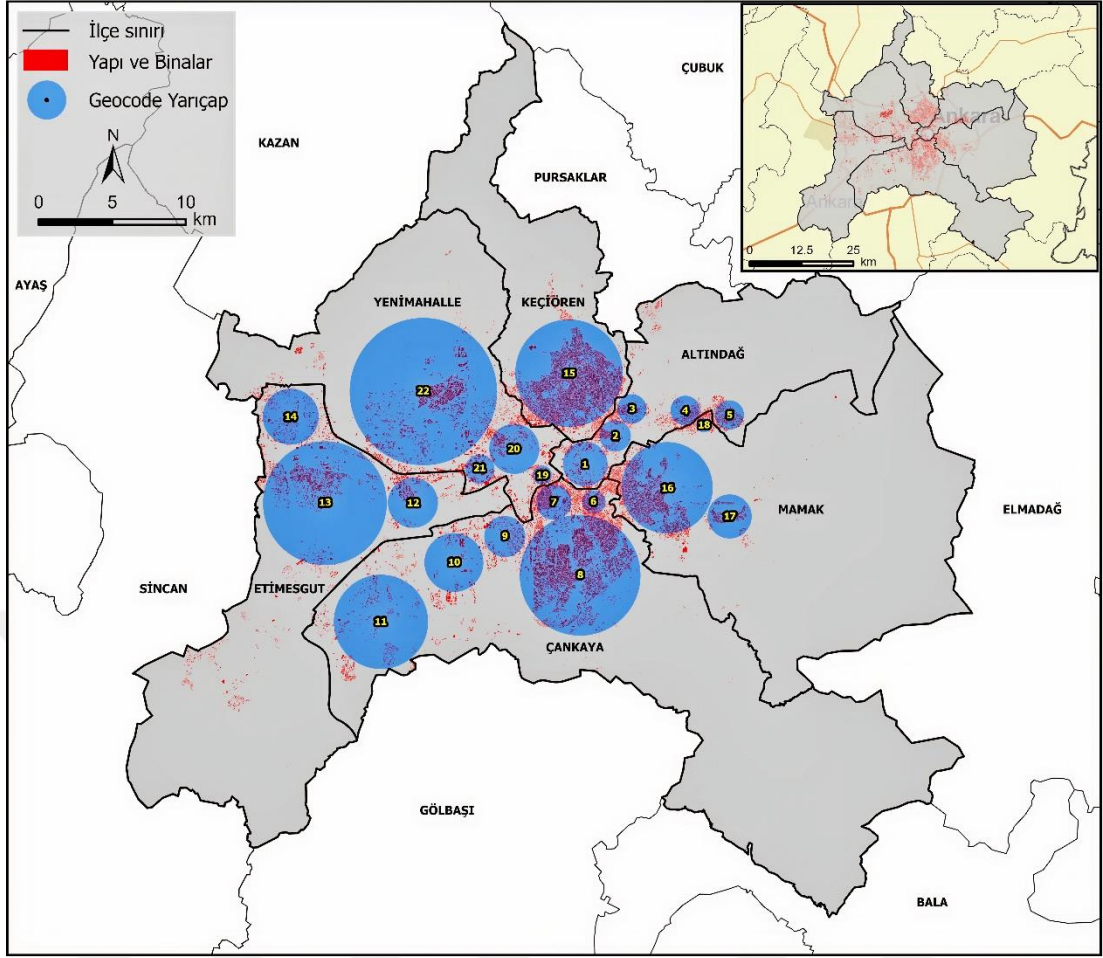 İlçe sınırı
Yapı ve Binalar
Geocode Yarıçap
N
0 5 10
km
ÇUBUK
KAZAN
PURSAKLAR
AYAŞ
YENİMAHALLE
KEÇİÖREN
ALTINDAĞ
MAMAK
ELMADAĞ
SİNCAN
ETİMESGUT
ÇANKAYA
GÖLBAŞI
BALA
22
15
14
3
4
5
18
2
20
21
19
1
16
13
12
7
6
17
9
10
8
11
Ankara
Ankara
0 12.5 25
km